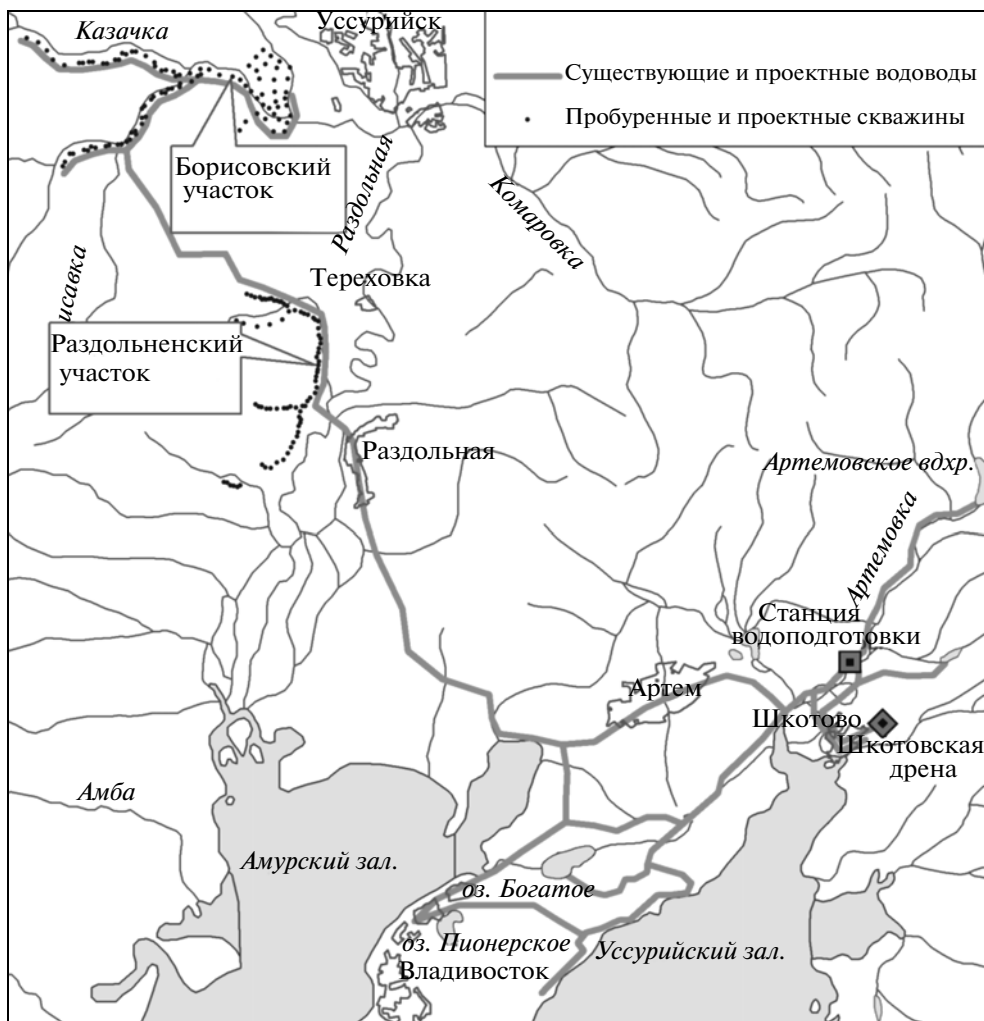 Казачка
Уссурийск
Существующие и проектные водоводы
Пробуренные и проектные скважины
Борисовский
участок
Раздольная
Комаровка
исавка
Тереховка
Раздольненский
участок
Раздольная
Артемовское вдхр.
Артемовка
Станция
водоподготовки
Артем
Шкотово
Шкотовская
дрена
Амба
Амурский зал.
оз. Богатое
оз. Пионерское
Уссурийский зал.
Владивосток